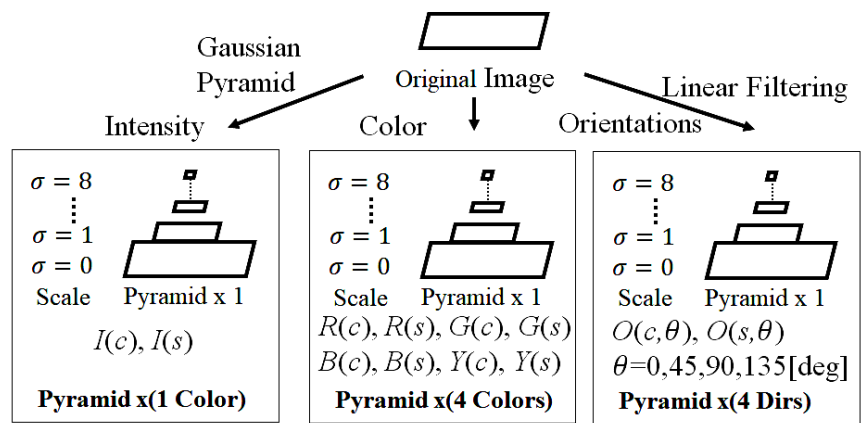 Gaussian
Pyramid
Original Image
Linear Filtering
Intensity
Color
Orientations
σ = 8
σ = 1
σ = 0
Scale
Pyramid x 1
I(c), I(s)
Pyramid x(1 Color)
σ = 8
σ = 1
σ = 0
Scale
Pyramid x 1
R(c), R(s), G(c), G(s)
B(c), B(s), Y(c), Y(s)
Pyramid x(4 Colors)
σ = 8
σ = 1
σ = 0
Scale
Pyramid x 1
O(c,θ), O(s,θ)
θ=0,45,90,135[deg]
Pyramid x(4 Dirs)